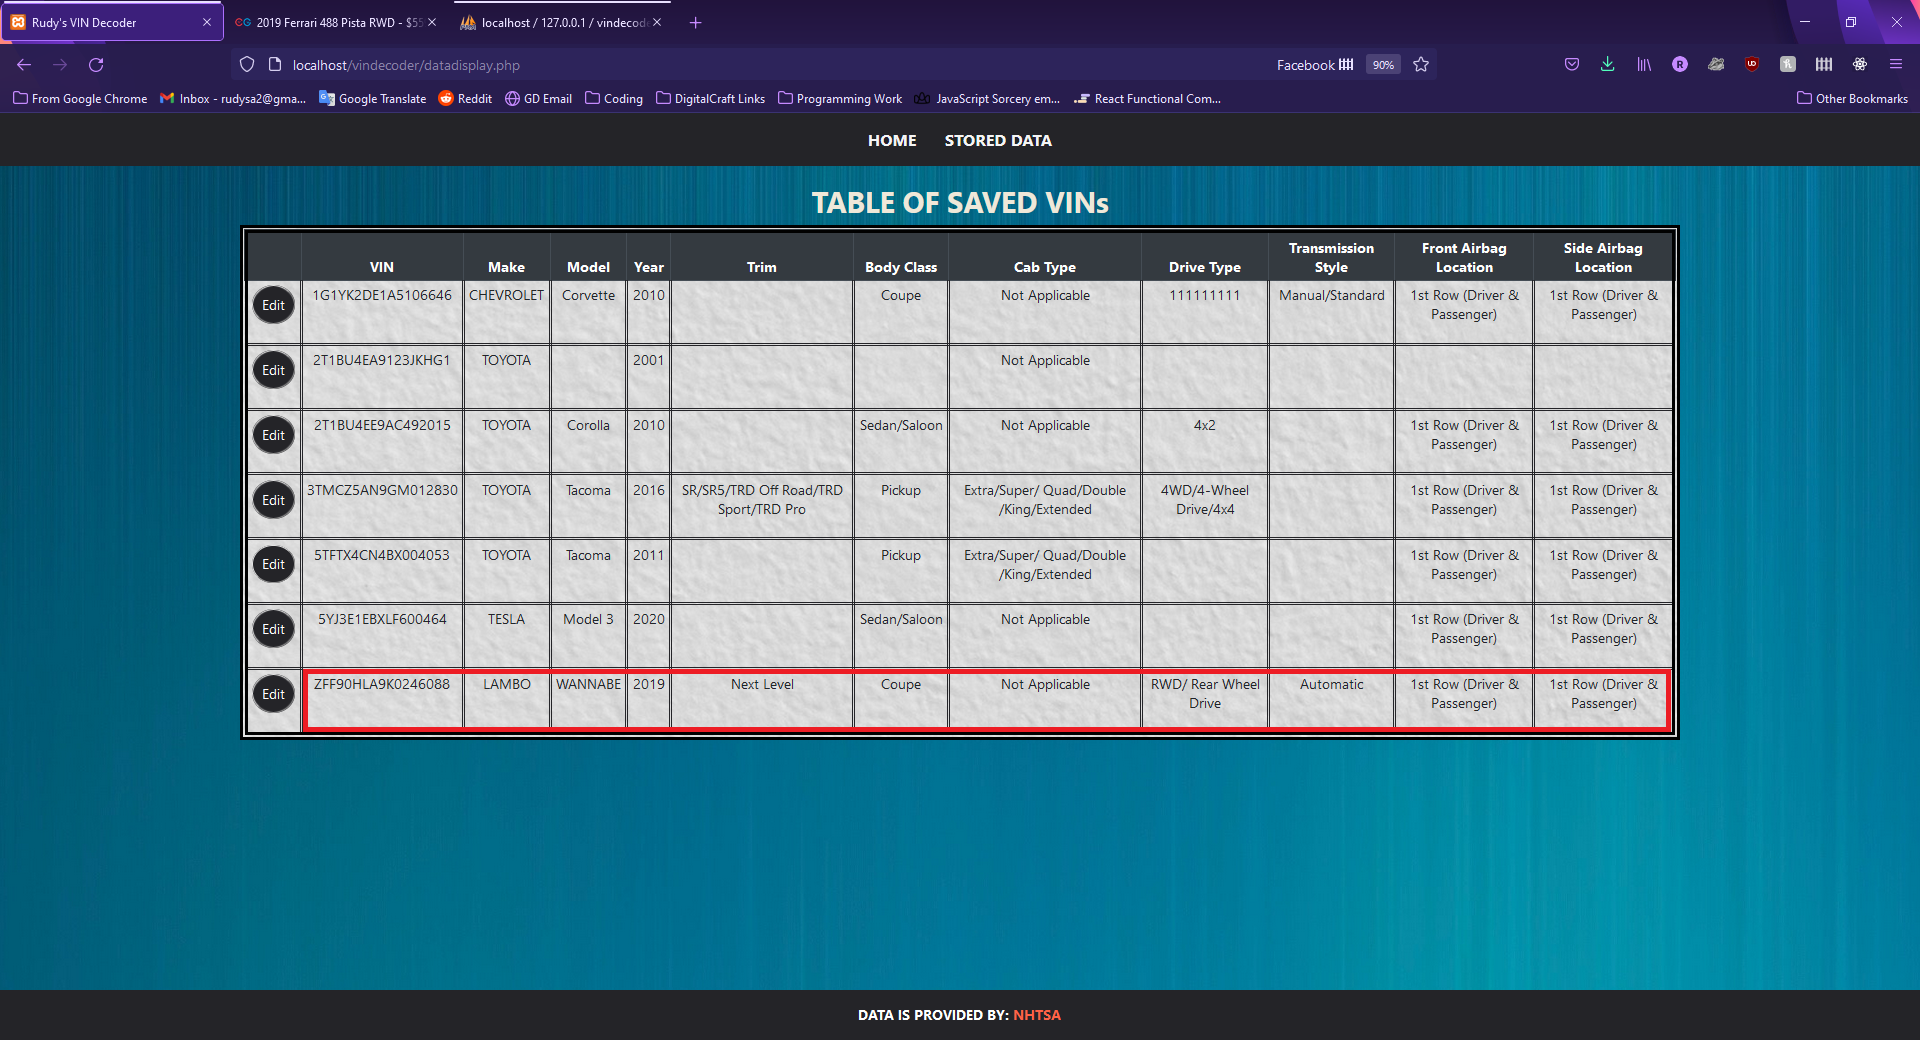 Rudy's VIN Decoder
2019 Ferrari 488 Pista RWD - $55
localhost / 127.0.0.1 / vindecode
localhost/vindecoder/datadisplay.php
Facebook
90%
From Google Chrome
Inbox - rudysa2@gma...
Google Translate
Reddit
GD Email
Coding
DigitalCraft Links
Programming Work
JavaScript Sorcery em...
React Functional Com...
Other Bookmarks
HOME STORED DATA
TABLE OF SAVED VINs
VIN Make Model Year Trim Body Class Cab Type Drive Type Transmission Style Front Airbag Location Side Airbag Location
Edit 1G1YK2DE1A5106646 CHEVROLET Corvette 2010 Coupe Not Applicable 111111111 Manual/Standard 1st Row (Driver & Passenger) 1st Row (Driver & Passenger)
Edit 2T1BU4EA9123JKHG1 TOYOTA 2001 Not Applicable
Edit 2T1BU4EE9AC492015 TOYOTA Corolla 2010 Sedan/Saloon Not Applicable 4x2 1st Row (Driver & Passenger) 1st Row (Driver & Passenger)
Edit 3TMCZ5AN9GM012830 TOYOTA Tacoma 2016 SR/SR5/TRD Off Road/TRD Sport/TRD Pro Pickup Extra/Super/ Quad/Double /King/Extended 4WD/4-Wheel Drive/4x4 1st Row (Driver & Passenger) 1st Row (Driver & Passenger)
Edit 5TFTX4CN4BX004053 TOYOTA Tacoma 2011 Pickup Extra/Super/ Quad/Double /King/Extended 1st Row (Driver & Passenger) 1st Row (Driver & Passenger)
Edit 5YJ3E1EBXLF600464 TESLA Model 3 2020 Sedan/Saloon Not Applicable 1st Row (Driver & Passenger) 1st Row (Driver & Passenger)
Edit ZFF90HLA9K0246088 LAMBO WANNABE 2019 Next Level Coupe Not Applicable RWD/ Rear Wheel Drive Automatic 1st Row (Driver & Passenger) 1st Row (Driver & Passenger)
DATA IS PROVIDED BY: NHTSA